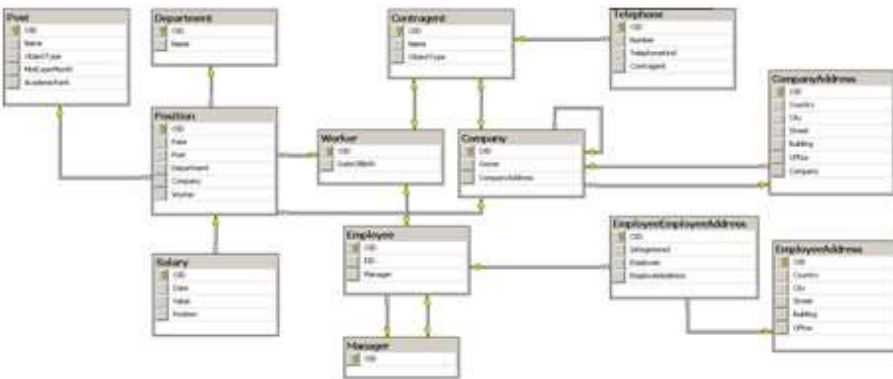 Post
OID
Name
ObjectType
Department
OID
Name
Contragent
OID
Name
ObjectType
Telephone
OID
Number
TelephoneKind
Contragent
CompanyAddress
OID
Country
City
Street
Building
Office
Company
Position
OID
Rate
Post
Department
Company
Worker
Worker
OID
Company
OID
Owner
CompanyAddress
Salary
OID
Date
Value
Position
Employee
OID
Manager
EmployeeEmployeeAddress
OID
Employee
EmployeeAddress
EmployeeAddress
OID
Country
City
Street
Building
Office
Manager
OID